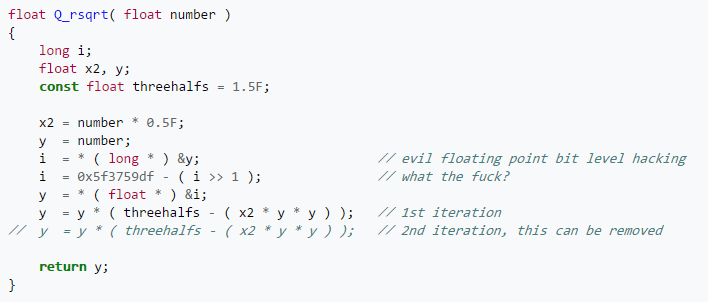 float Q_rsqrt( float number )
{
    long i;
    float x2, y;
    const float threehalfs = 1.5F;

    x2 = number * 0.5F;
    y  = number;
    i  = * ( long * ) &y;                       // evil floating point bit level hacking
    i  = 0x5f3759df - ( i >> 1 );               // what the fuck?
    y  = * ( float * ) &i;
    y  = y * ( threehalfs - ( x2 * y * y ) );   // 1st iteration
//  y  = y * ( threehalfs - ( x2 * y * y ) );   // 2nd iteration, this can be removed

    return y;
}